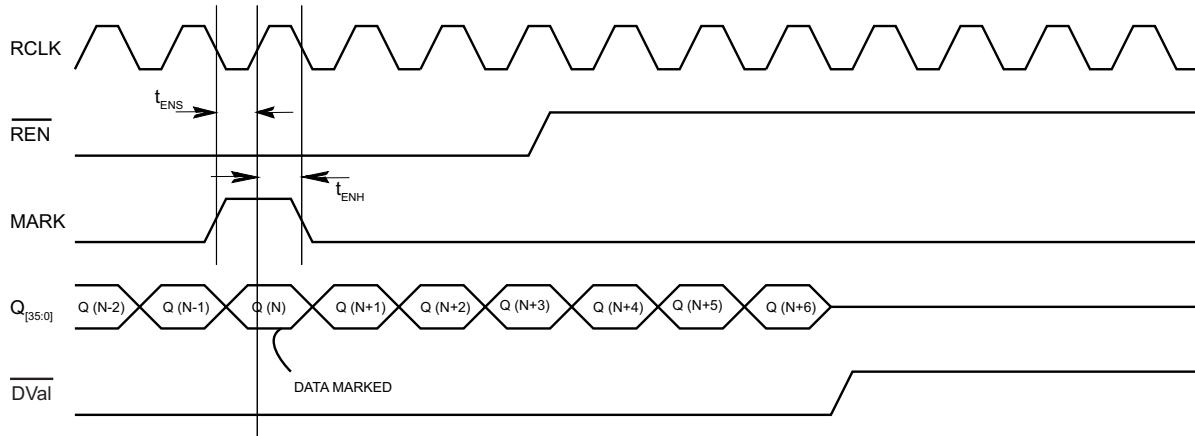 RCLK
tENS
REN
tENH
MARK
Q[35:0]
Q (N-2) Q (N-1) Q (N) Q (N+1) Q (N+2) Q (N+3) Q (N+4) Q (N+5) Q (N+6)
DATA MARKED
DVal